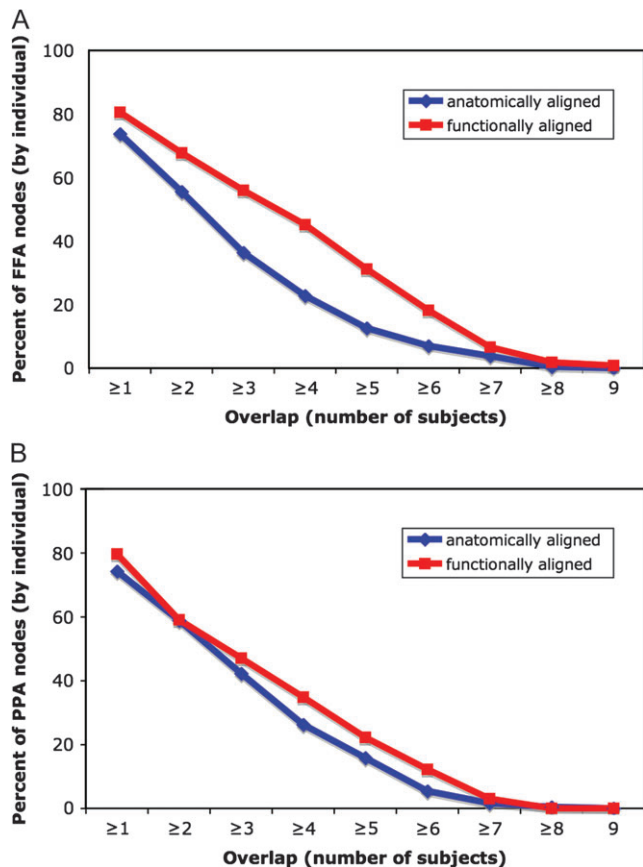 A
Percent of FFA nodes (by individual)
100
80
60
40
20
0
anatomically aligned
functionally aligned
≥1 ≥2 ≥3 ≥4 ≥5 ≥6 ≥7 ≥8 9
Overlap (number of subjects)
B
Percent of PPA nodes (by individual)
100
80
60
40
20
0
anatomically aligned
functionally aligned
≥1 ≥2 ≥3 ≥4 ≥5 ≥6 ≥7 ≥8 9
Overlap (number of subjects)